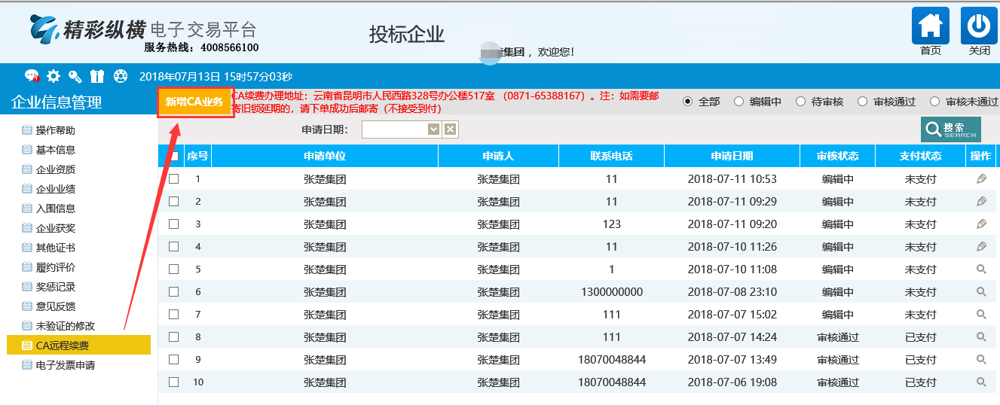 精彩纵横 电子交易平台
服务热线：4008566100
投标企业
集团 ，欢迎您！
首页
关闭
2018年07月13日 15时57分03秒
企业信息管理
新增CA业务
CA续费办理地址：云南省昆明市人民西路328号办公楼517室 （0871-65388167）。注：如需要邮
寄旧锁延期的，请下单成功后邮寄（不接受到付）
全部 编辑中 待审核 审核通过 审核未通过
申请日期：
搜索
SEARCH
操作帮助
基本信息
企业资质
企业业绩
入围信息
企业获奖
其他证书
履约评价
奖惩记录
意见反馈
未验证的修改
CA远程续费
电子发票申请
序号 申请单位 申请人 联系电话 申请日期 审核状态 支付状态 操作
1 张楚集团 张楚集团 11 2018-07-11 10:53 编辑中 未支付
2 张楚集团 张楚集团 11 2018-07-11 09:29 编辑中 未支付
3 张楚集团 张楚集团 123 2018-07-11 09:20 编辑中 未支付
4 张楚集团 张楚集团 11 2018-07-10 11:26 编辑中 未支付
5 张楚集团 张楚集团 1 2018-07-10 11:08 编辑中 未支付
6 张楚集团 张楚集团 1300000000 2018-07-08 23:10 编辑中 未支付
7 张楚集团 张楚集团 111 2018-07-07 15:02 编辑中 未支付
8 张楚集团 张楚集团 111 2018-07-07 14:24 审核通过 已支付
9 张楚集团 张楚集团 18070048844 2018-07-07 13:49 审核通过 已支付
10 张楚集团 张楚集团 18070048844 2018-07-06 19:08 审核通过 已支付